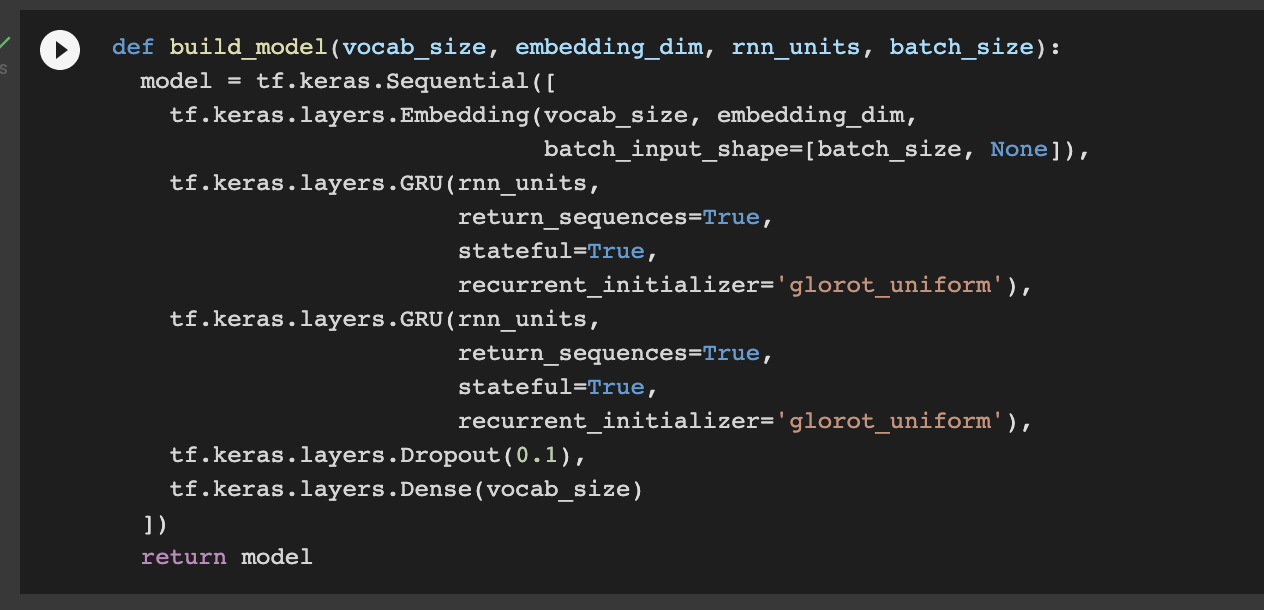 def build_model(vocab_size, embedding_dim, rnn_units, batch_size):
  model = tf.keras.Sequential([
    tf.keras.layers.Embedding(vocab_size, embedding_dim,
                              batch_input_shape=[batch_size, None]),
    tf.keras.layers.GRU(rnn_units,
                        return_sequences=True,
                        stateful=True,
                        recurrent_initializer='glorot_uniform'),
    tf.keras.layers.GRU(rnn_units,
                        return_sequences=True,
                        stateful=True,
                        recurrent_initializer='glorot_uniform'),
    tf.keras.layers.Dropout(0.1),
    tf.keras.layers.Dense(vocab_size)
  ])
  return model